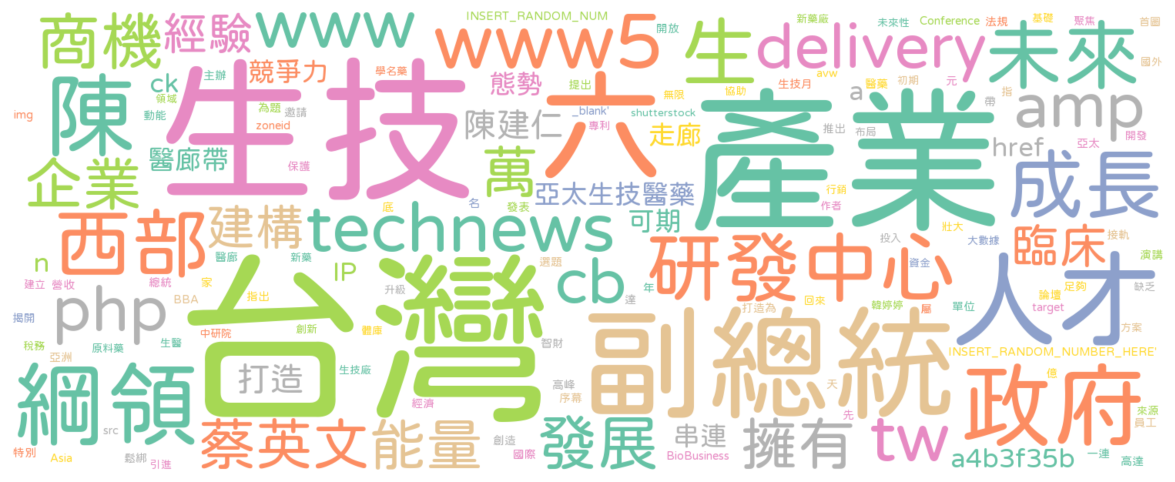 商機
經驗
www
INSERT_RANDOM_NUM
www5
開放
生
delivery
新藥廠
未來性
Conference
法規
基礎
聚焦
首圖
未來
國外
陳
ck
主辦
競爭力
領域
動能
為題
邀請
學名藥
態勢
提出
六
無限
醫藥
avw
協助
生技月
初期
元
指
帶
a
amp
img
生技
zoneid
陳建仁
_blank'
專利
shutterstock
走廊
產業
推出
布局
href
亞太
開發
企業
醫廊帶
保護
萬
亞太生技醫藥
名
發表
底
行銷
作者
成長
西部
建構
technews
可期
壯大
大數據
投入
臨床
接軌
n
醫廊
新藥
IP
選題
cb
研發中心
資金
人才
演講
缺乏
建立
營收
總統
家
php
BBA
指出
升級
達
年
打造為
回來
韓婷婷
屬
單位
論壇
足夠
target
揭開
中研院
創新
體座
智財
方案
稅務
原料藥
生醫
亞洲
台灣
副總統
INSERT_RANDOM_NUMBER_HERE'
綱領
打造
生技廠
高峰
序幕
天
億
政府
經濟
先
來源
員工
src
蔡英文
能量
創造
發展
串連
擁有
tw
特別
Asia
鬆綁
引進
國際
BioBusiness
a4b3f35b
一連
高達